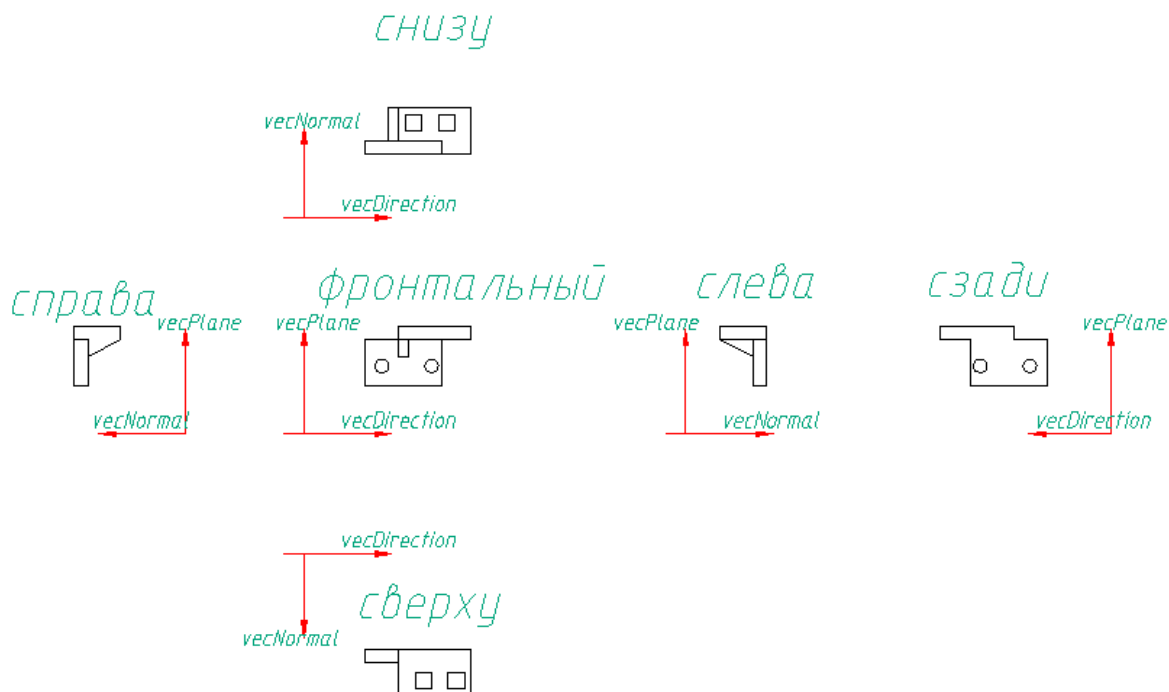 снизу
vecNormal
vecDirection
справа
фронтальный
слева
сзади
vecPlane
vecPlane
vecPlane
vecPlane
vecNormal
vecDirection
vecNormal
vecDirection
vecDirection
сверху
vecNormal